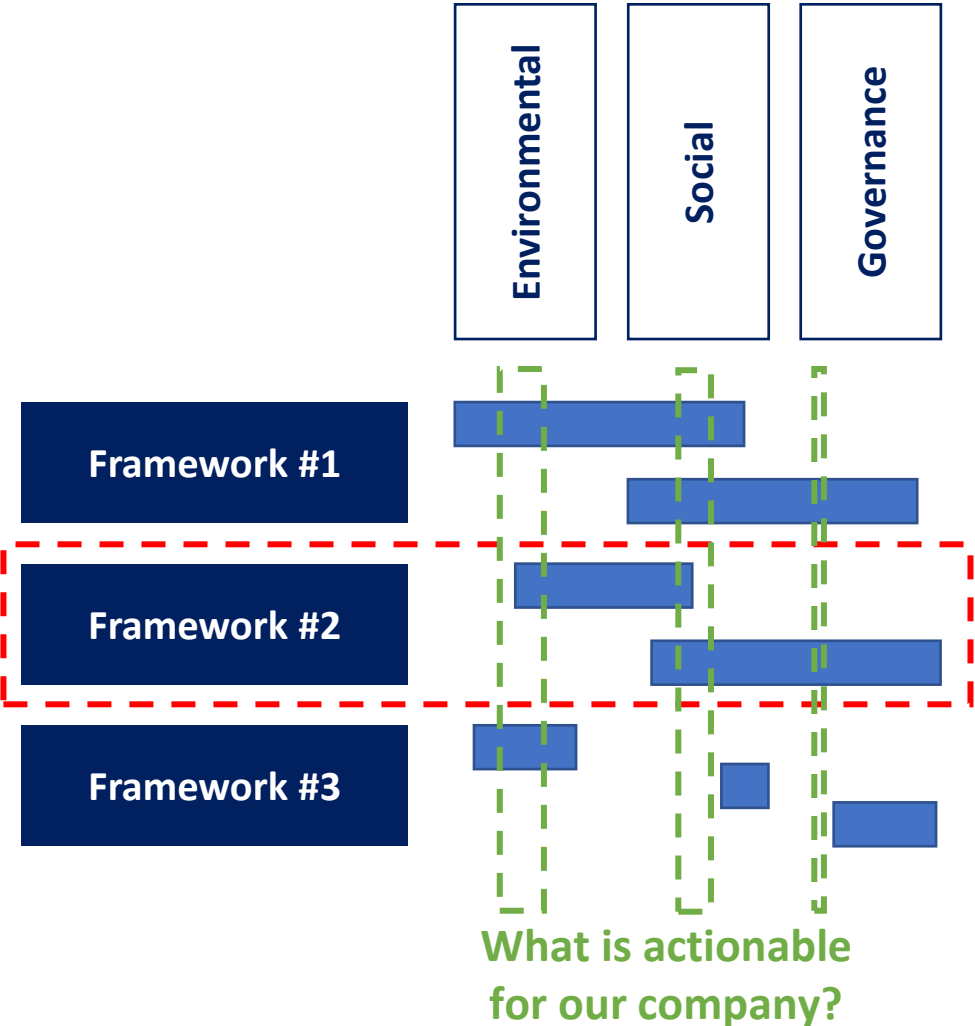 Environmental
Social
Governance
Framework #1
Framework #2
Framework #3
What is actionable
for our company?